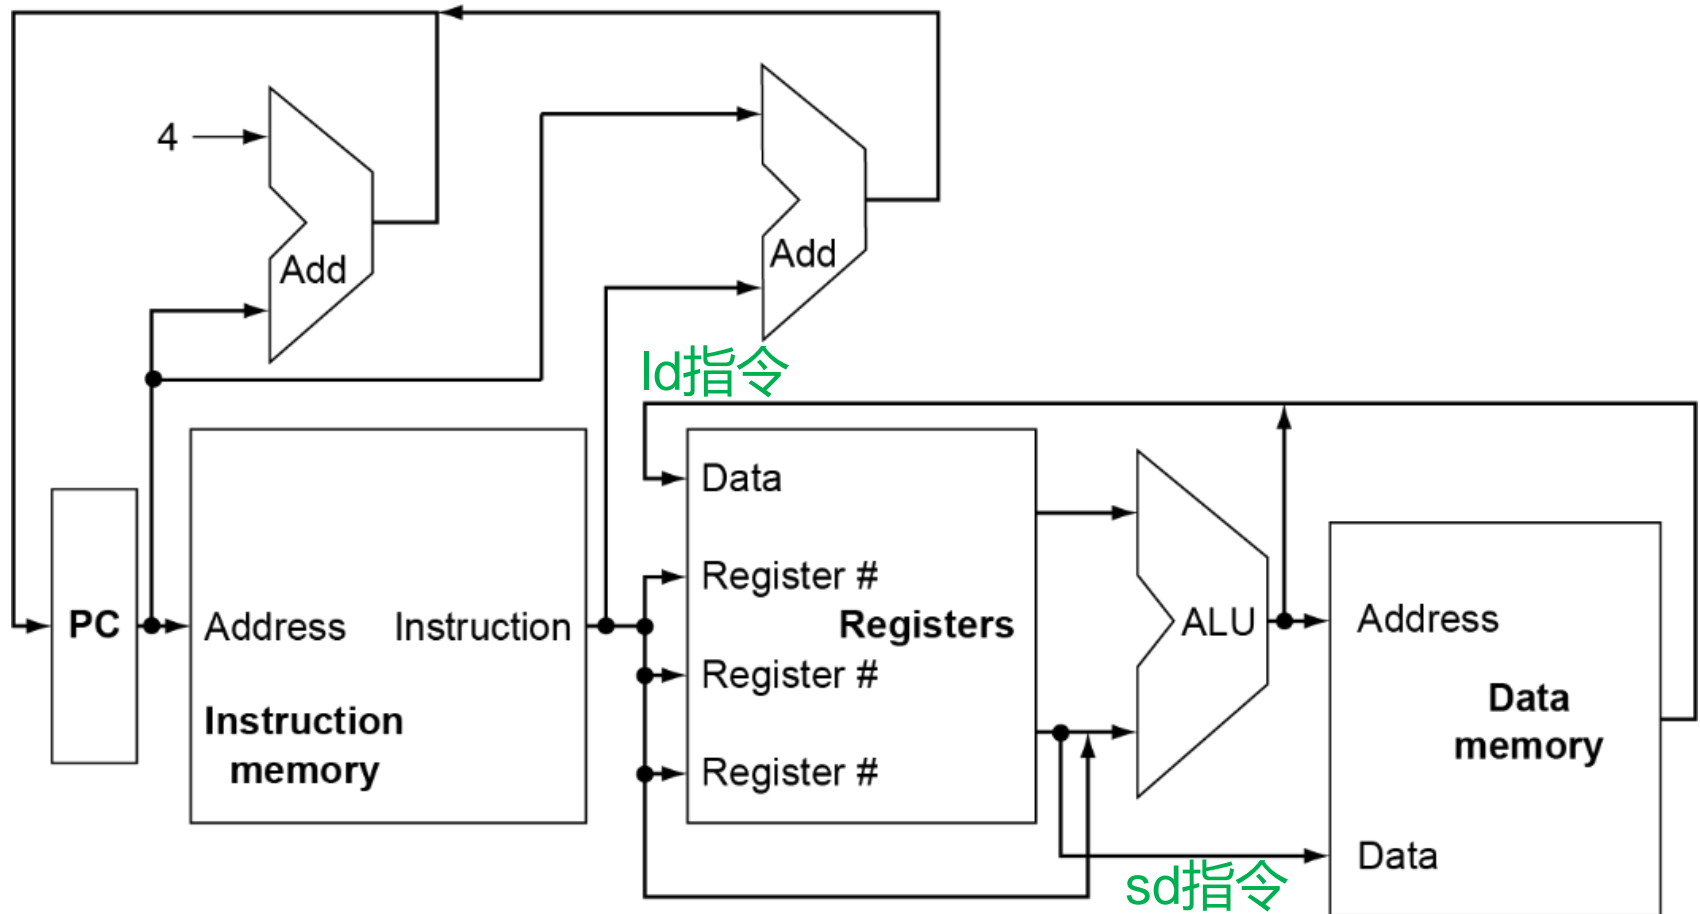 4
Add
Add
ld指令
Data
Register #
PC
Address
Instruction
Registers
ALU
Address
Register #
Instruction
memory
Data
memory
Register #
Data
sd指令